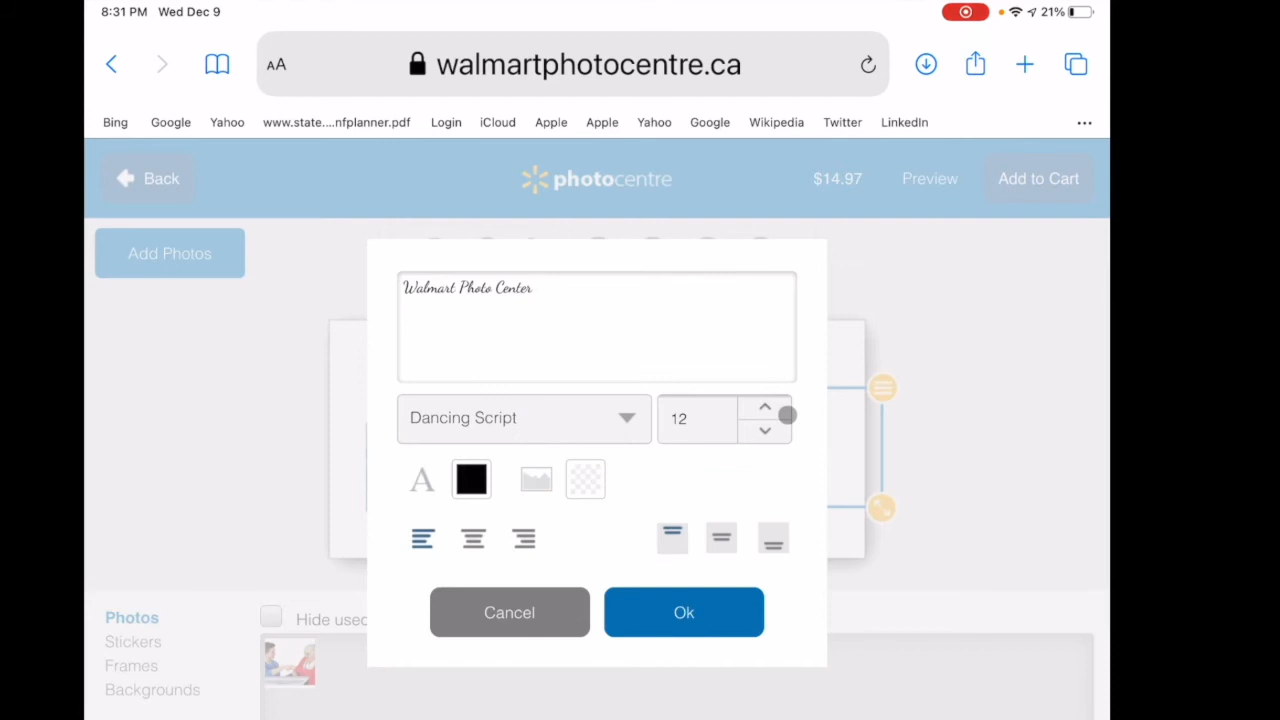 8:31 PM Wed Dec 9
21%
AA walmartphotocentre.ca
Bing Google Yahoo www.state....nfplanner.pdf Login iCloud Apple Apple Yahoo Google Wikipedia Twitter LinkedIn ...
Back photocentre $14.97 Preview Add to Cart
Add Photos
Walmart Photo Center
Dancing Script 12
A
Cancel Ok
Photos
Hide used
Stickers
Frames
Backgrounds